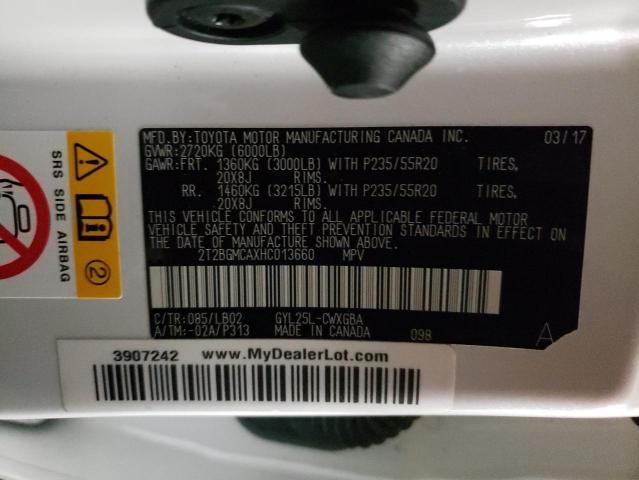 MFD.BY:TOYOTA MOTOR MANUFACTURING CANADA INC. 03/17
GVWR:2720KG (6000LB)
GAWR:FRT. 1360KG (3000LB) WITH P235/55R20 TIRES,
20X8J RIMS.
RR. 1460KG (3215LB) WITH P235/55R20 TIRES,
20X8J RIMS.
THIS VEHICLE CONFORMS TO ALL APPLICABLE FEDERAL MOTOR
VEHICLE SAFETY AND THEFT PREVENTION STANDARDS IN EFFECT ON
THE DATE OF MANUFACTURE SHOWN ABOVE.
2T2BGMCAXHC013660 MPV
C/TR:085/LB02 GYL25L-CWXGBA
A/TM:-02A/P313 MADE IN CANADA 098 A
SRS SIDE AIRBAG
2
3907242 www.MyDealerLot.com